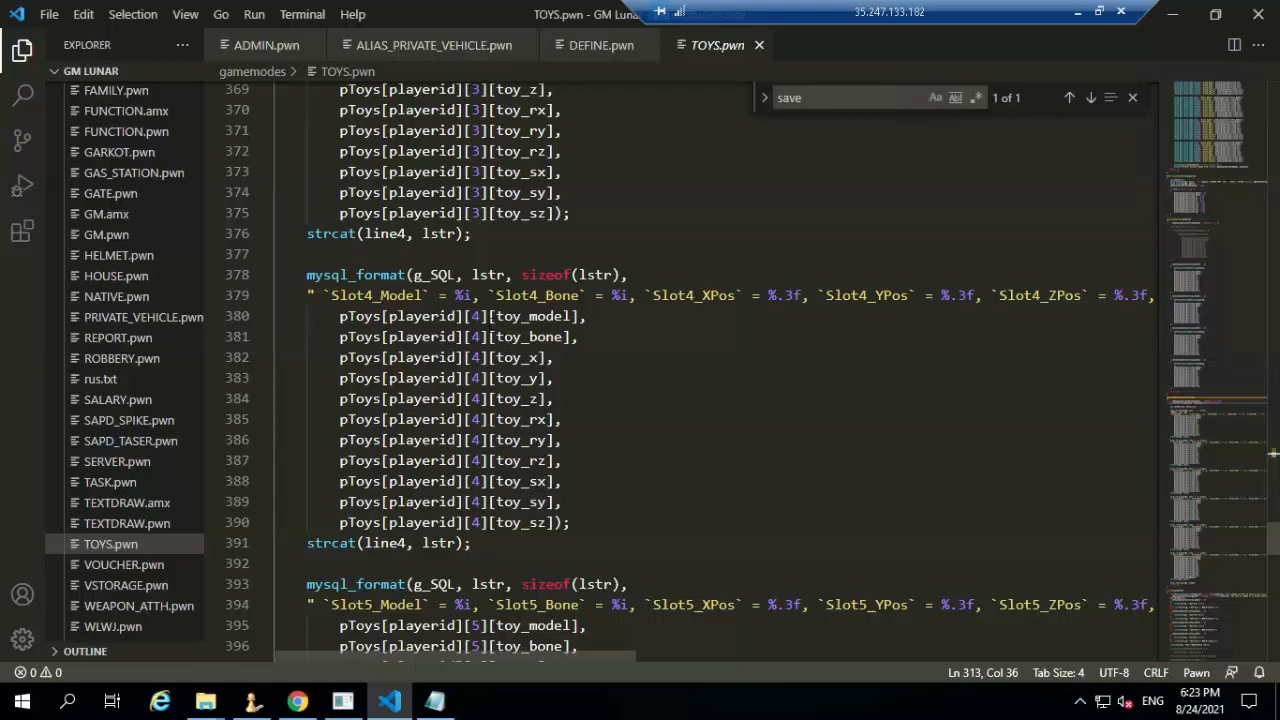 File Edit Selection View Go Run Terminal Help TOYS.pwn - GM Lunar
35.247.133.182
EXPLORER
ADMIN.pwn ALIAS_PRIVATE_VEHICLE.pwn DEFINE.pwn TOYS.pwn
GM LUNAR
gamemodes > TOYS.pwn
save Aa Abl .* 1 of 1
FAMILY.pwn
FUNCTION.amx
FUNCTION.pwn
GARKOT.pwn
GAS_STATION.pwn
GATE.pwn
GM.amx
GM.pwn
HELMET.pwn
HOUSE.pwn
NATIVE.pwn
PRIVATE_VEHICLE.pwn
REPORT.pwn
ROBBERY.pwn
rus.txt
SALARY.pwn
SAPD_SPIKE.pwn
SAPD_TASER.pwn
SERVER.pwn
TASK.pwn
TEXTDRAW.amx
TEXTDRAW.pwn
TOYS.pwn
VOUCHER.pwn
VSTORAGE.pwn
WEAPON_ATTH.pwn
OUTLINE
369 pToys[playerid][3][toy_z],
370 pToys[playerid][3][toy_rx],
371 pToys[playerid][3][toy_ry],
372 pToys[playerid][3][toy_rz],
373 pToys[playerid][3][toy_sx],
374 pToys[playerid][3][toy_sy],
375 pToys[playerid][3][toy_sz]);
376 strcat(line4, lstr);
377
378 mysql_format(g_SQL, lstr, sizeof(lstr),
379 " `Slot4_Model` = %i, `Slot4_Bone` = %i, `Slot4_XPos` = %.3f, `Slot4_YPos` = %.3f, `Slot4_ZPos` = %.3f,
380 pToys[playerid][4][toy_model],
381 pToys[playerid][4][toy_bone],
382 pToys[playerid][4][toy_x],
383 pToys[playerid][4][toy_y],
384 pToys[playerid][4][toy_z],
385 pToys[playerid][4][toy_rx],
386 pToys[playerid][4][toy_ry],
387 pToys[playerid][4][toy_rz],
388 pToys[playerid][4][toy_sx],
389 pToys[playerid][4][toy_sy],
390 pToys[playerid][4][toy_sz]);
391 strcat(line4, lstr);
392
393 mysql_format(g_SQL, lstr, sizeof(lstr),
394 " `Slot5_Model` = %i, `Slot5_Bone` = %i, `Slot5_XPos` = %.3f, `Slot5_YPos` = %.3f, `Slot5_ZPos` = %.3f,
395 pToys[playerid][5][toy_model],
396 pToys[playerid][5][toy_bone],
0 0 Ln 313, Col 36 Tab Size: 4 UTF-8 CRLF Pawn
ENG
6:23 PM
8/24/2021